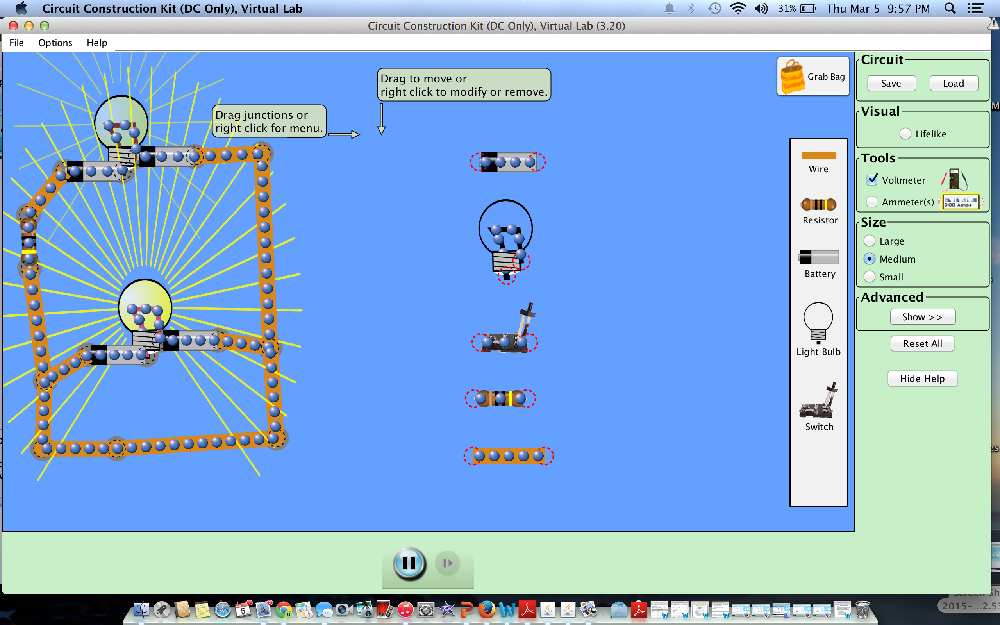 Circuit Construction Kit (DC Only), Virtual Lab
31%
Thu Mar 5 9:57 PM
Circuit Construction Kit (DC Only), Virtual Lab (3.20)
File Options Help
Drag to move or
right click to modify or remove.
Drag junctions or
right click for menu.
Grab Bag
Wire
Resistor
Battery
Light Bulb
Switch
Circuit
Save Load
Visual
Lifelike
Tools
Voltmeter
Ammeter(s)
0.00 Amps
Size
Large
Medium
Small
Advanced
Show >>
Reset All
Hide Help
2015-...2.53